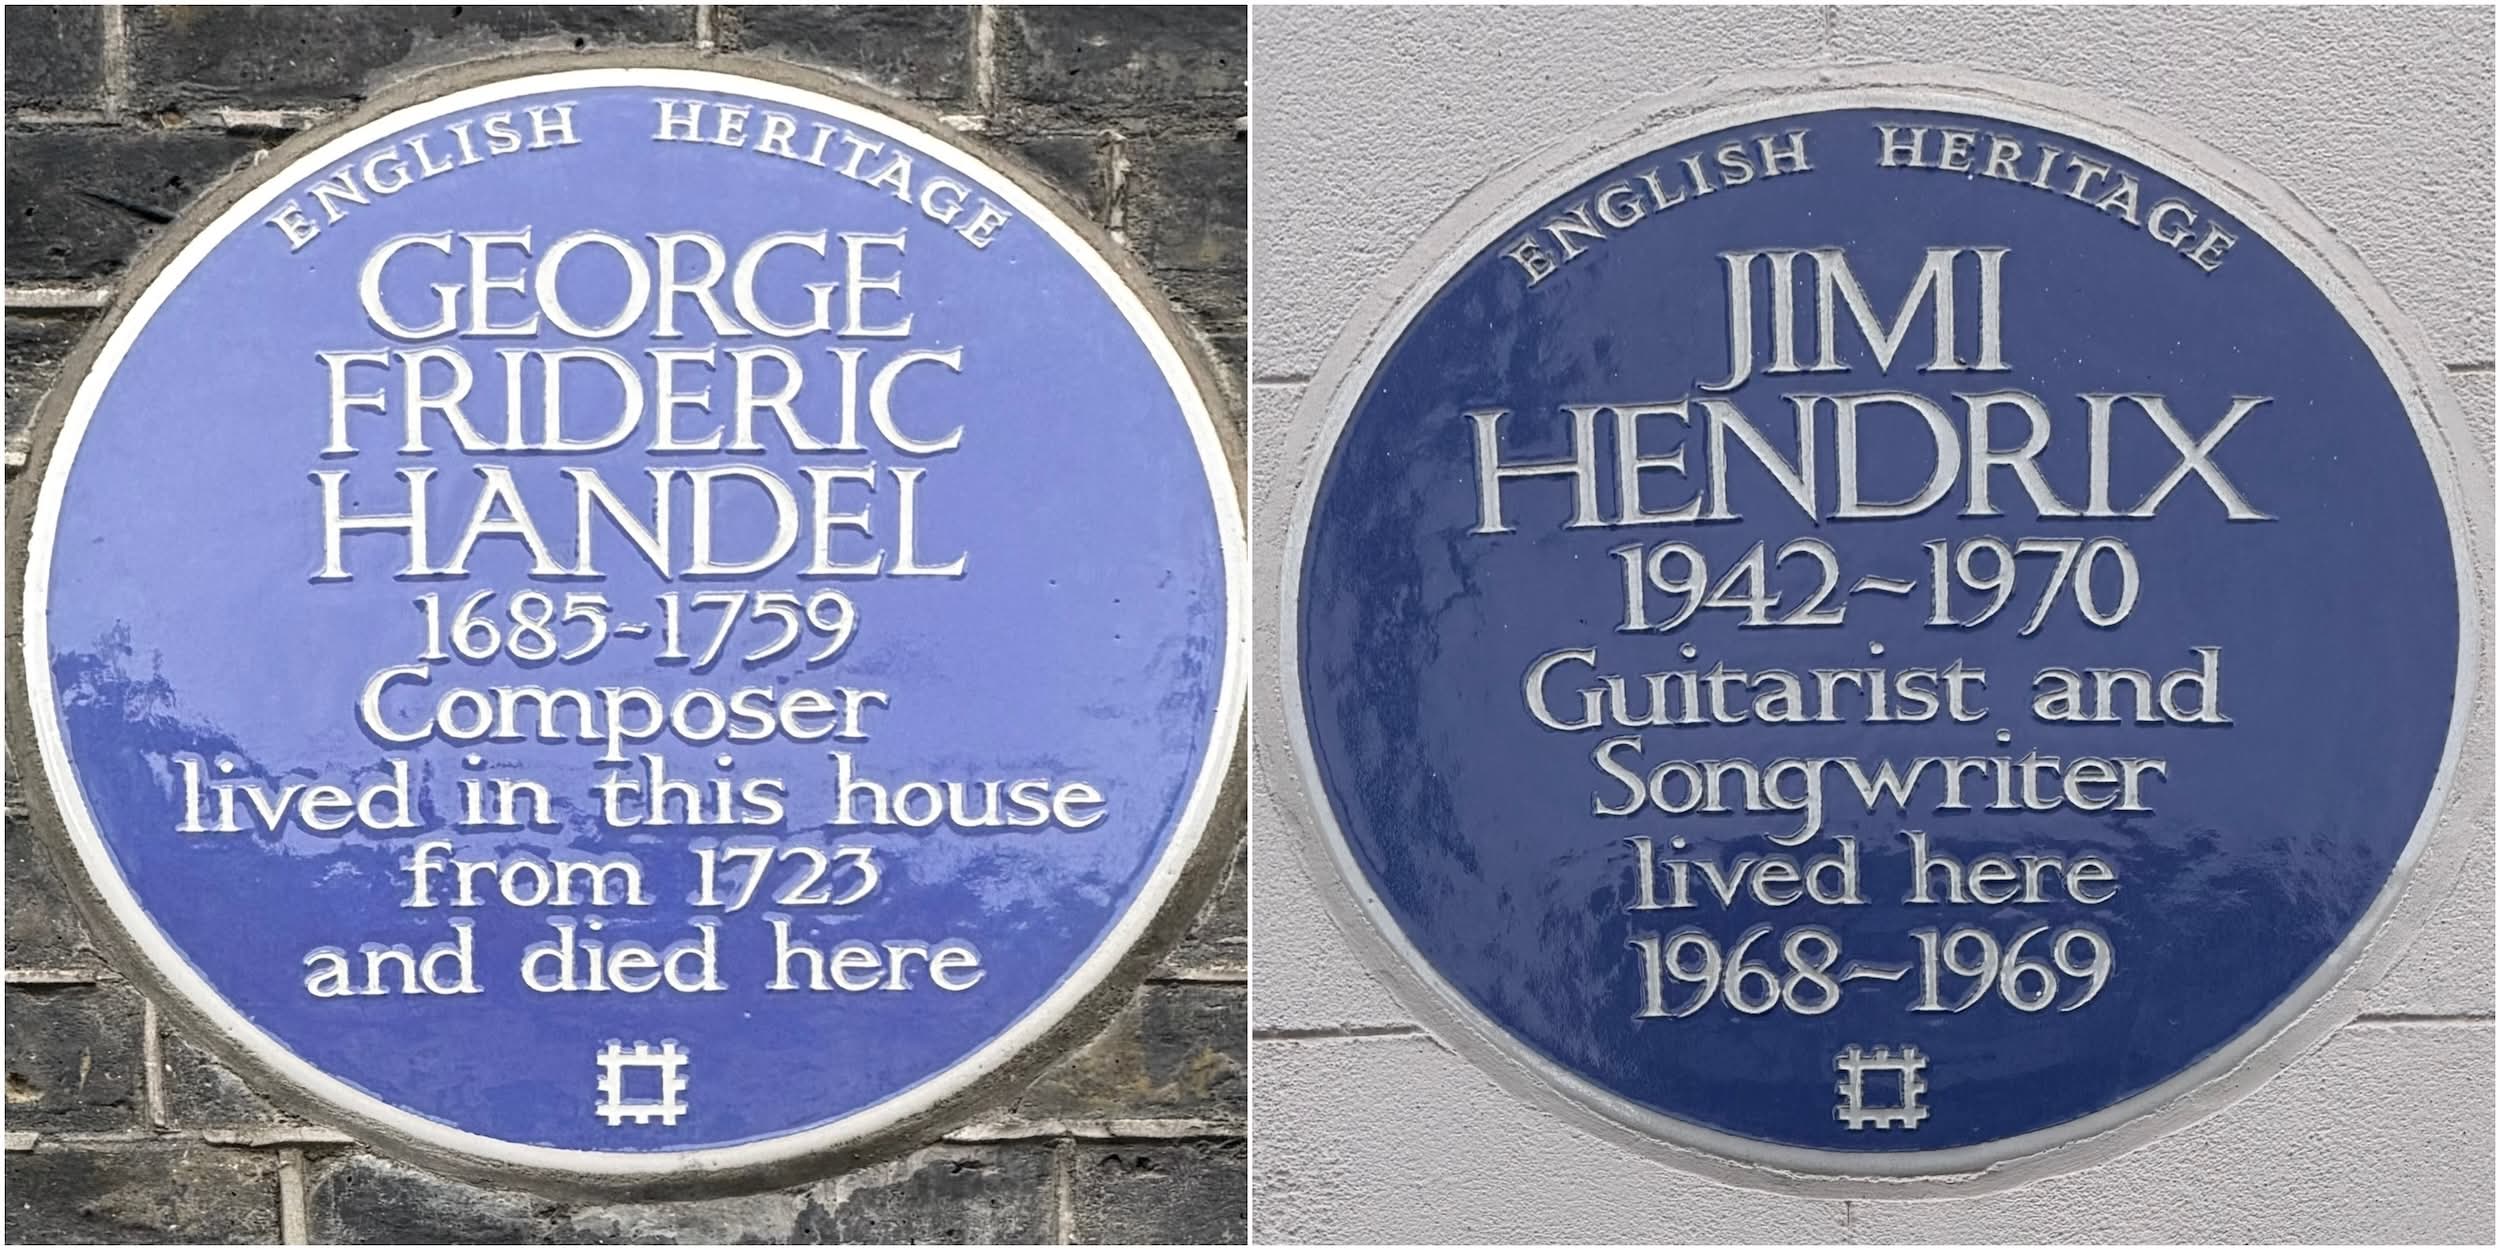 ENGLISH HERITAGE
GEORGE
FRIDERIC
HANDEL
1685-1759
Composer
lived in this house
from 1723
and died here
ENGLISH HERITAGE
JIMI
HENDRIX
1942~1970
Guitarist and
Songwriter
lived here
1968~1969